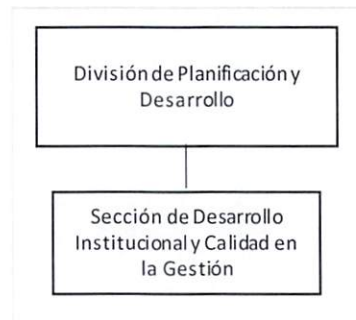 División de Planificación y
Desarrollo
Sección de Desarrollo
Institucional y Calidad en
la Gestión